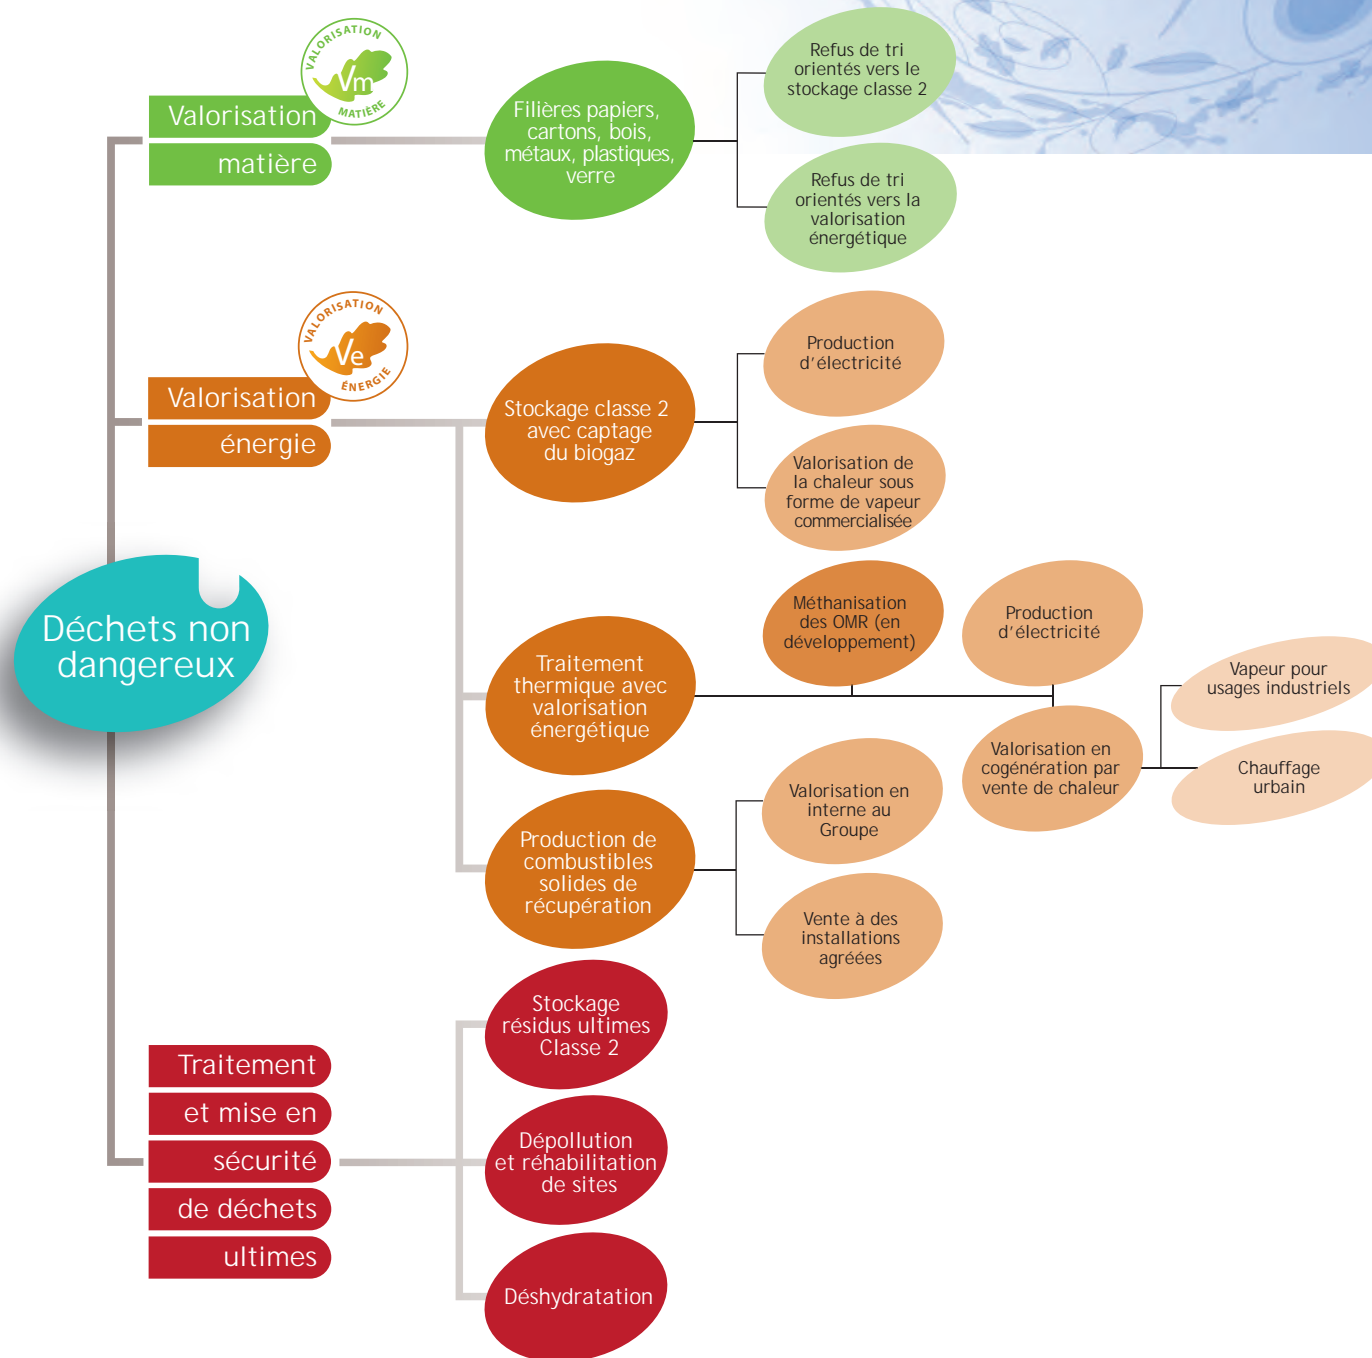 VALORISATION
Vm
MATIÈRE
Valorisation
matière
Filières papiers,
cartons, bois,
métaux, plastiques,
verre
Refus de tri
orientés vers le
stockage classe 2
Refus de tri
orientés vers la
valorisation
énergétique
VALORISATION
Ve
ÉNERGIE
Valorisation
énergie
Stockage classe 2
avec captage
du biogaz
Production
d'électricité
Valorisation de
la chaleur sous
forme de vapeur
commercialisée
Déchets non
dangereux
Traitement
thermique avec
valorisation
énergétique
Méthanisation
des OMR (en
développement)
Production
d'électricité
Valorisation en
cogénération par
vente de chaleur
Vapeur pour
usages industriels
Chauffage
urbain
Production de
combustibles
solides de
récupération
Valorisation en
interne au
Groupe
Vente à des
installations
agréées
Traitement
et mise en
sécurité
de déchets
ultimes
Stockage
résidus ultimes
Classe 2
Dépollution
et réhabilitation
de sites
Déshydratation